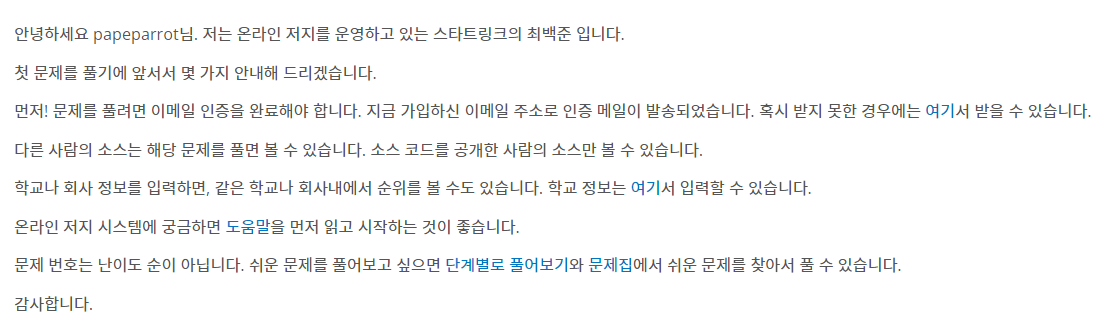 안녕하세요 papeparrot님. 저는 온라인 저지를 운영하고 있는 스타트링크의 최백준 입니다.
첫 문제를 풀기에 앞서서 몇 가지 안내해 드리겠습니다.
먼저! 문제를 풀려면 이메일 인증을 완료해야 합니다. 지금 가입하신 이메일 주소로 인증 메일이 발송되었습니다. 혹시 받지 못한 경우에는 여기서 받을 수 있습니다.
다른 사람의 소스는 해당 문제를 풀면 볼 수 있습니다. 소스 코드를 공개한 사람의 소스만 볼 수 있습니다.
학교나 회사 정보를 입력하면, 같은 학교나 회사내에서 순위를 볼 수도 있습니다. 학교 정보는 여기서 입력할 수 있습니다.
온라인 저지 시스템에 궁금하면 도움말을 먼저 읽고 시작하는 것이 좋습니다.
문제 번호는 난이도 순이 아닙니다. 쉬운 문제를 풀어보고 싶으면 단계별로 풀어보기와 문제집에서 쉬운 문제를 찾아서 풀 수 있습니다.
감사합니다.